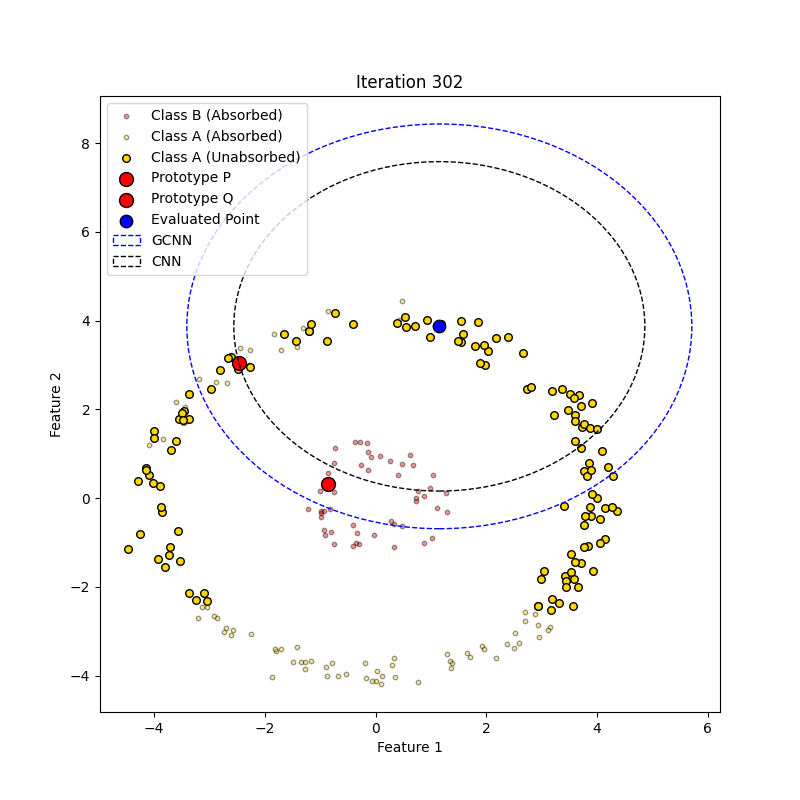 Iteration 302
Class B (Absorbed)
Class A (Absorbed)
Class A (Unabsorbed)
Prototype P
Prototype Q
Evaluated Point
GCNN
CNN
8
6
4
2
0
−2
−4
Feature 2
−4 −2 0 2 4 6
Feature 1